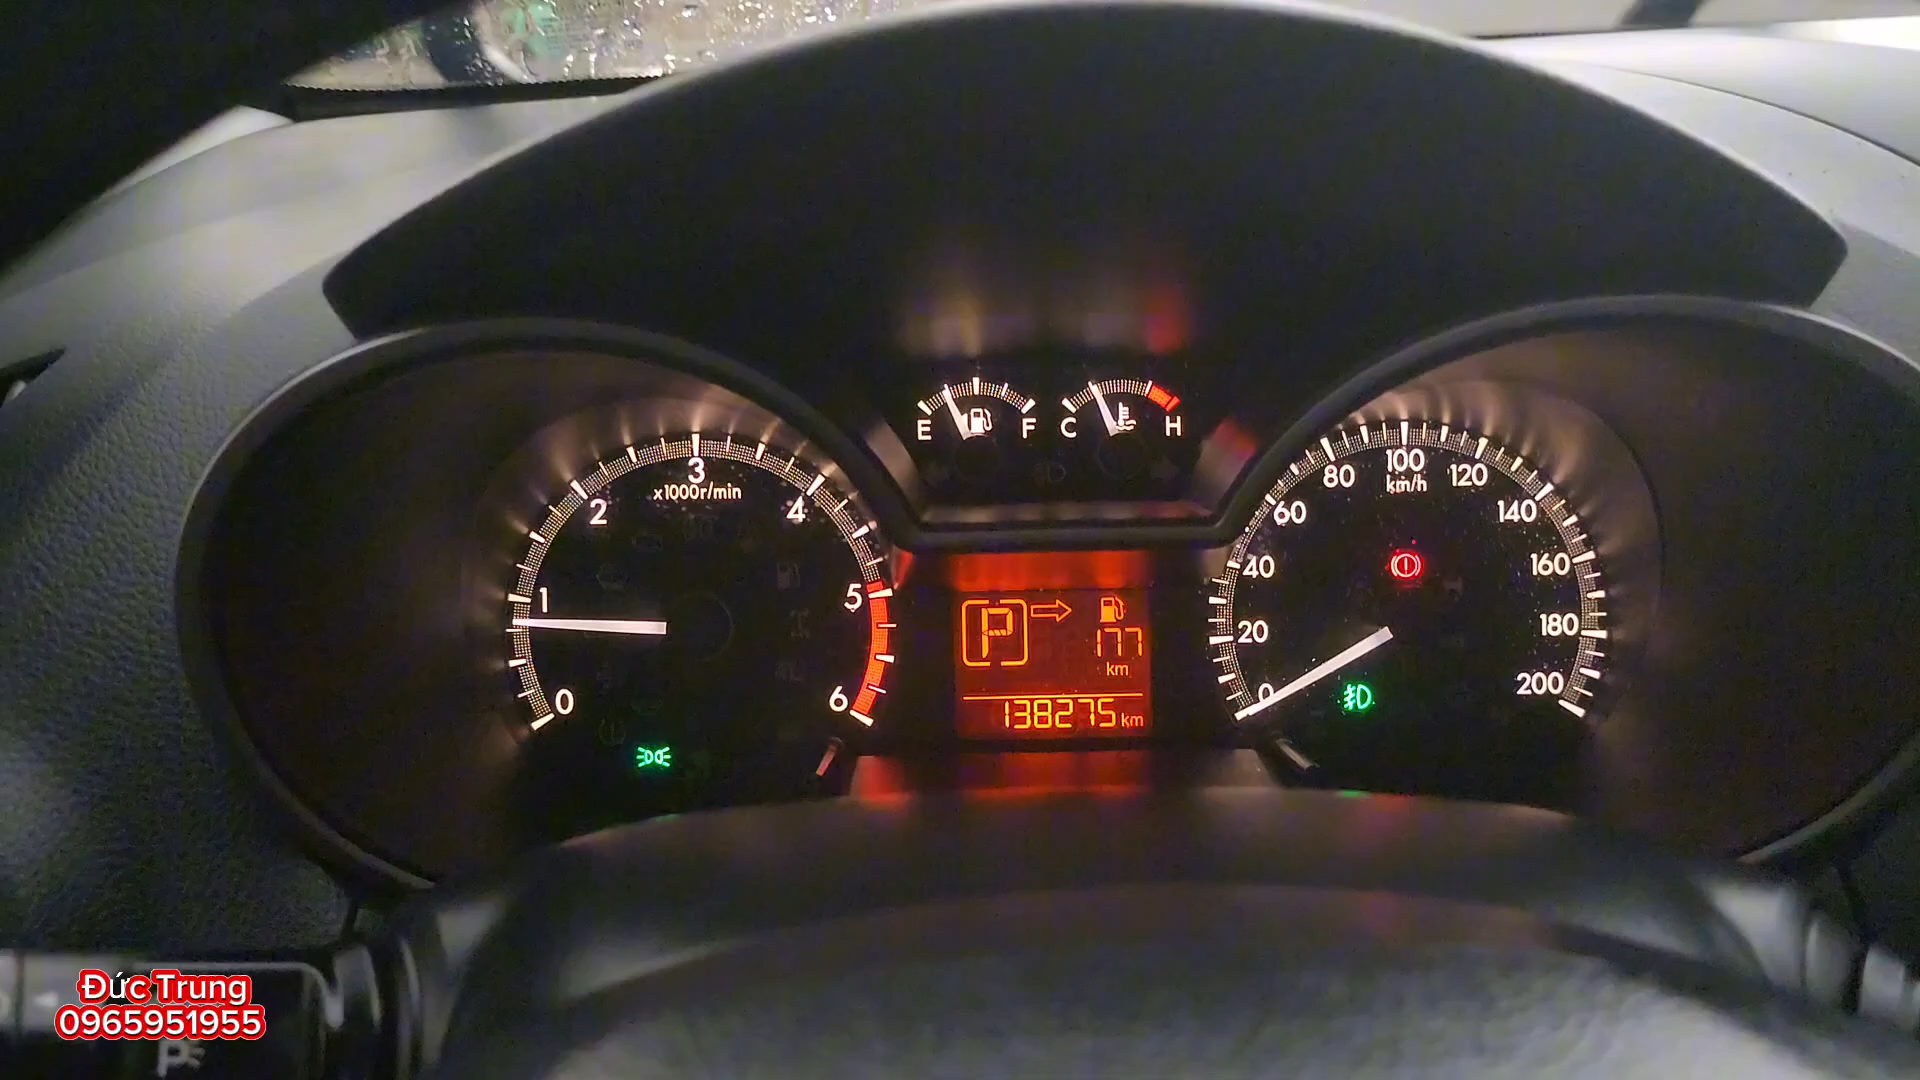 E F C H
3
x1000r/min
2 4
1 5
0 6
100
km/h
80 120
60 140
40 160
20 180
0 200
P 177
km
138275 km
Đức Trung
0965951955
P